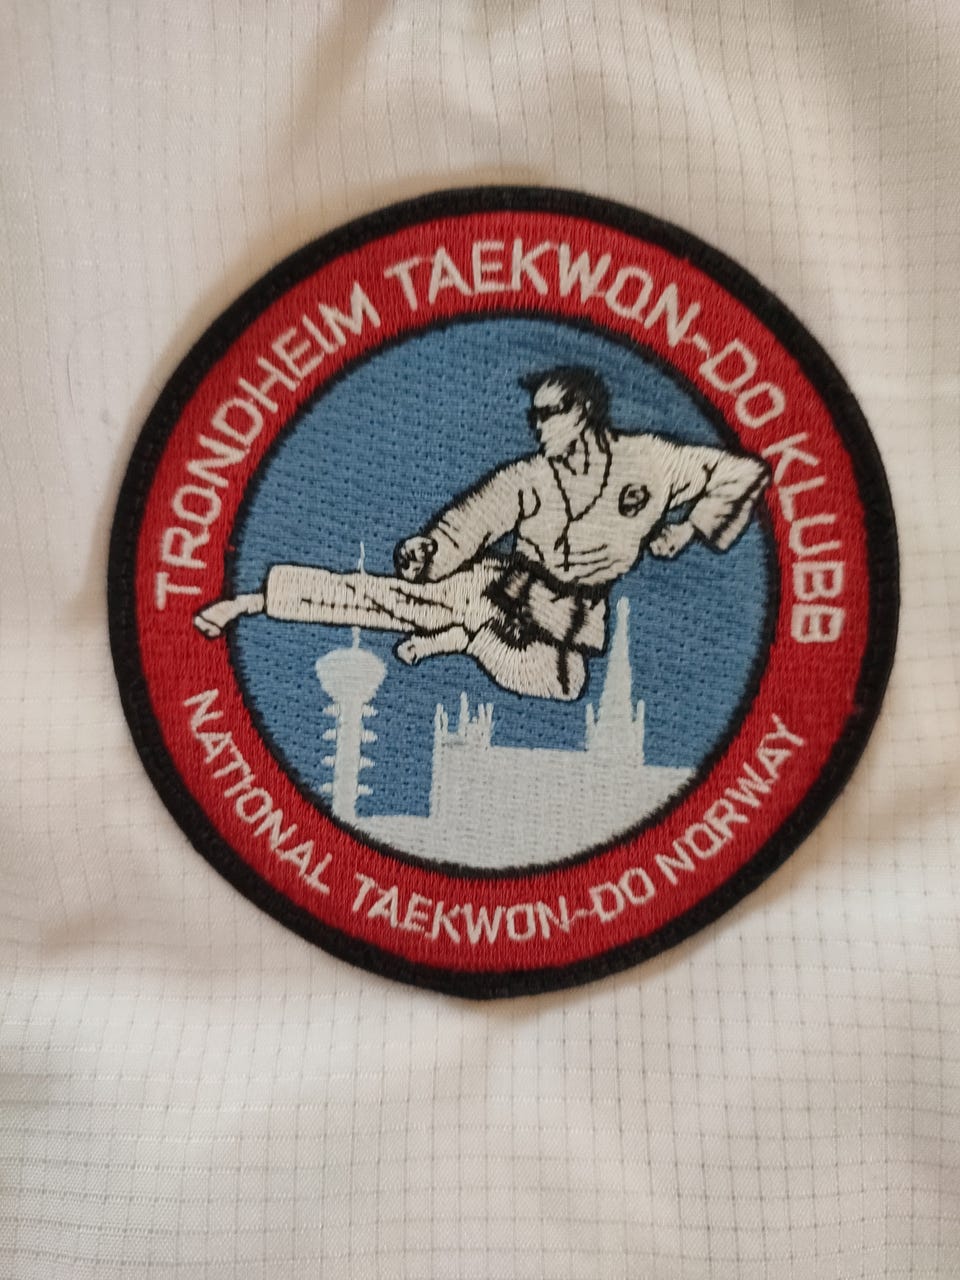 TRONDHEIM TAEKWON-DO KLUBB
NATIONAL TAEKWON-DO NORWAY